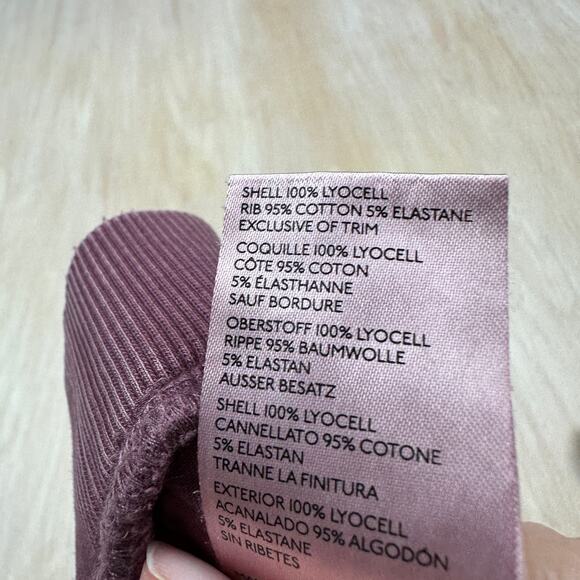 SHELL 100% LYOCELL
RIB 95% COTTON 5% ELASTANE
EXCLUSIVE OF TRIM
COQUILLE 100% LYOCELL
CÔTE 95% COTON
5% ÉLASTHANNE
SAUF BORDURE
OBERSTOFF 100% LYOCELL
RIPPE 95% BAUMWOLLE
5% ELASTAN
AUSSER BESATZ
SHELL 100% LYOCELL
CANNELLATO 95% COTONE
5% ELASTAN
TRANNE LA FINITURA
EXTERIOR 100% LYOCELL
ACANALADO 95% ALGODÓN
5% ELASTANE
SIN RIBETES